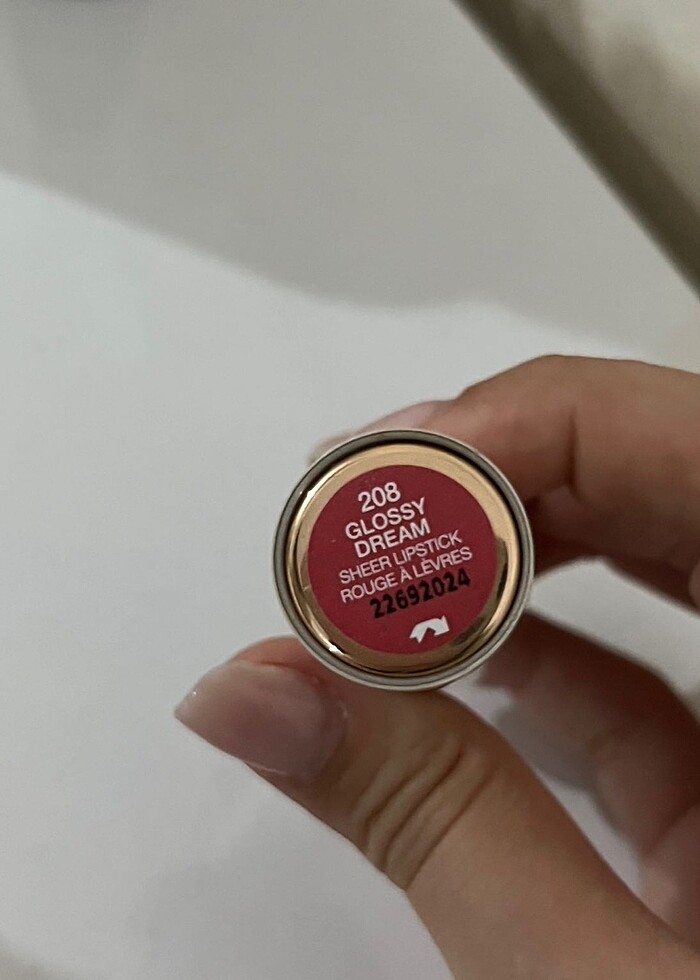 208
GLOSSY
DREAM
SHEER LIPSTICK
ROUGE À LÈVRES
22692024